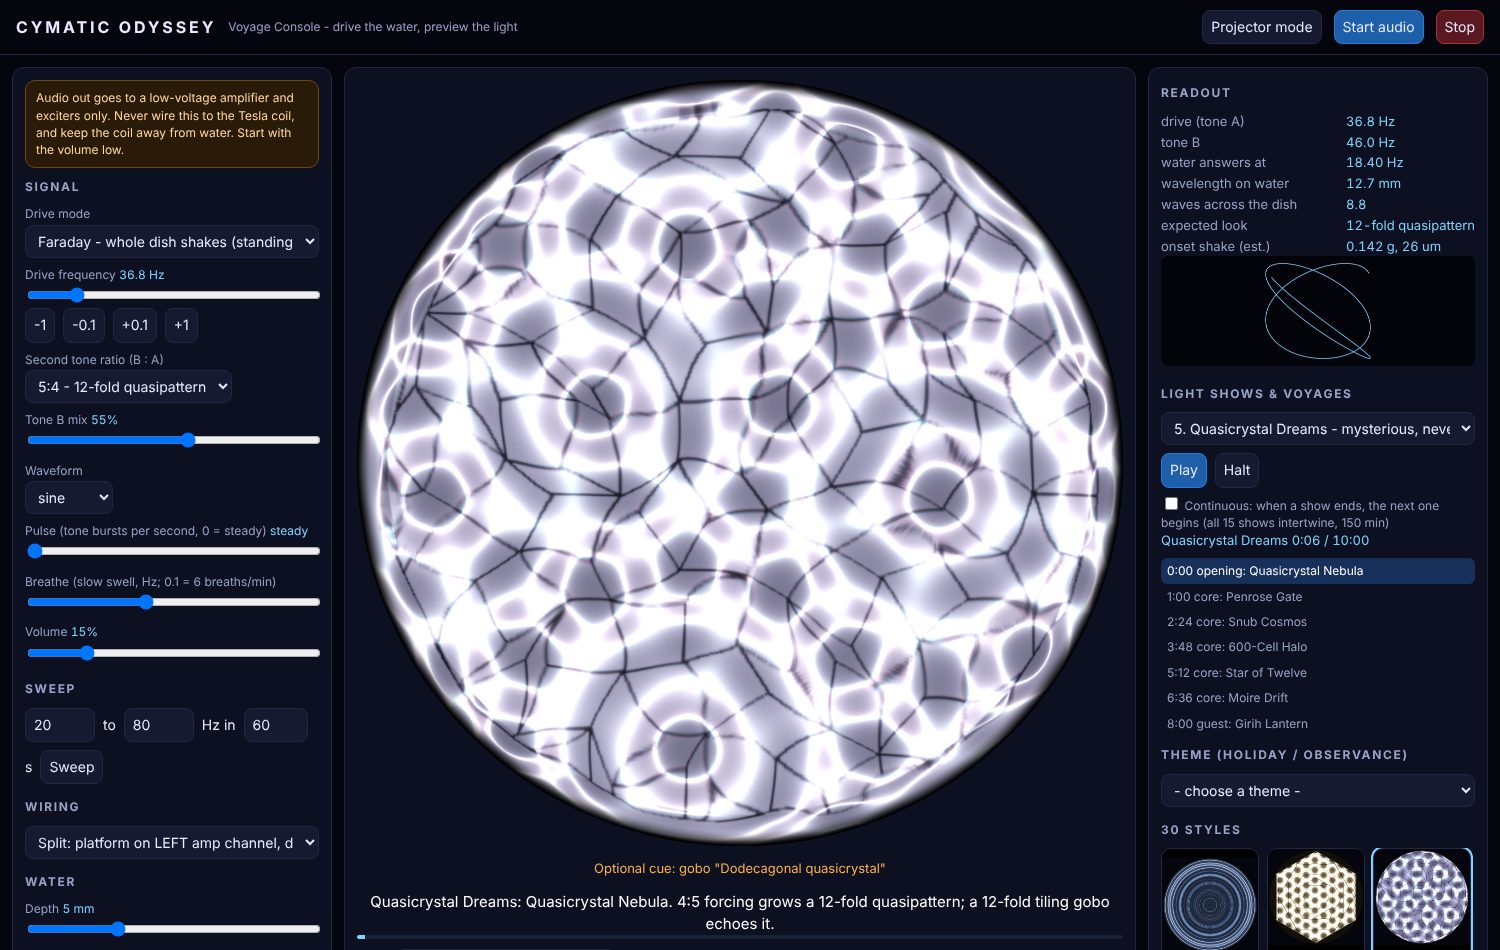 CYMATIC ODYSSEY
Voyage Console - drive the water, preview the light
Projector mode
Start audio
Stop
Audio out goes to a low-voltage amplifier and
exciters only. Never wire this to the Tesla coil,
and keep the coil away from water. Start with
the volume low.
SIGNAL
Drive mode
Faraday - whole dish shakes (standing
Drive frequency 36.8 Hz
-1
-0.1
+0.1
+1
Second tone ratio (B : A)
5:4 - 12-fold quasipattern
Tone B mix 55%
Waveform
sine
Pulse (tone bursts per second, 0 = steady) steady
Breathe (slow swell, Hz; 0.1 = 6 breaths/min)
Volume 15%
SWEEP
20 to 80 Hz in 60
s Sweep
WIRING
Split: platform on LEFT amp channel, d
WATER
Depth 5 mm
Optional cue: gobo "Dodecagonal quasicrystal"
Quasicrystal Dreams: Quasicrystal Nebula. 4:5 forcing grows a 12-fold quasipattern; a 12-fold tiling gobo
echoes it.
READOUT
drive (tone A) 36.8 Hz
tone B 46.0 Hz
water answers at 18.40 Hz
wavelength on water 12.7 mm
waves across the dish 8.8
expected look 12-fold quasipattern
onset shake (est.) 0.142 g, 26 um
LIGHT SHOWS & VOYAGES
5. Quasicrystal Dreams - mysterious, neve
Play
Halt
Continuous: when a show ends, the next one
begins (all 15 shows intertwine, 150 min)
Quasicrystal Dreams 0:06 / 10:00
0:00 opening: Quasicrystal Nebula
1:00 core: Penrose Gate
2:24 core: Snub Cosmos
3:48 core: 600-Cell Halo
5:12 core: Star of Twelve
6:36 core: Moire Drift
8:00 guest: Girih Lantern
THEME (HOLIDAY / OBSERVANCE)
- choose a theme -
30 STYLES